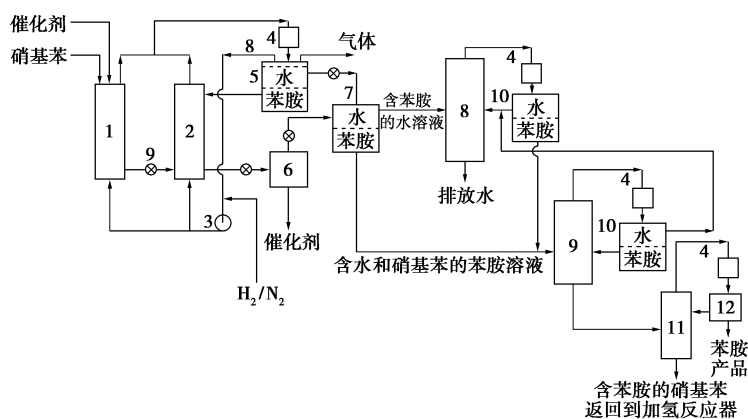 催化剂
硝基苯
4
气体
8
5
水
苯胺
7
水
苯胺
含苯胺
的水溶液
4
10
水
苯胺
8
1
2
9
6
排放水
3
催化剂
H₂/N₂
含水和硝基苯的苯胺溶液
4
10
水
苯胺
9
4
12
11
苯胺
产品
含苯胺的硝基苯
返回到加氢反应器